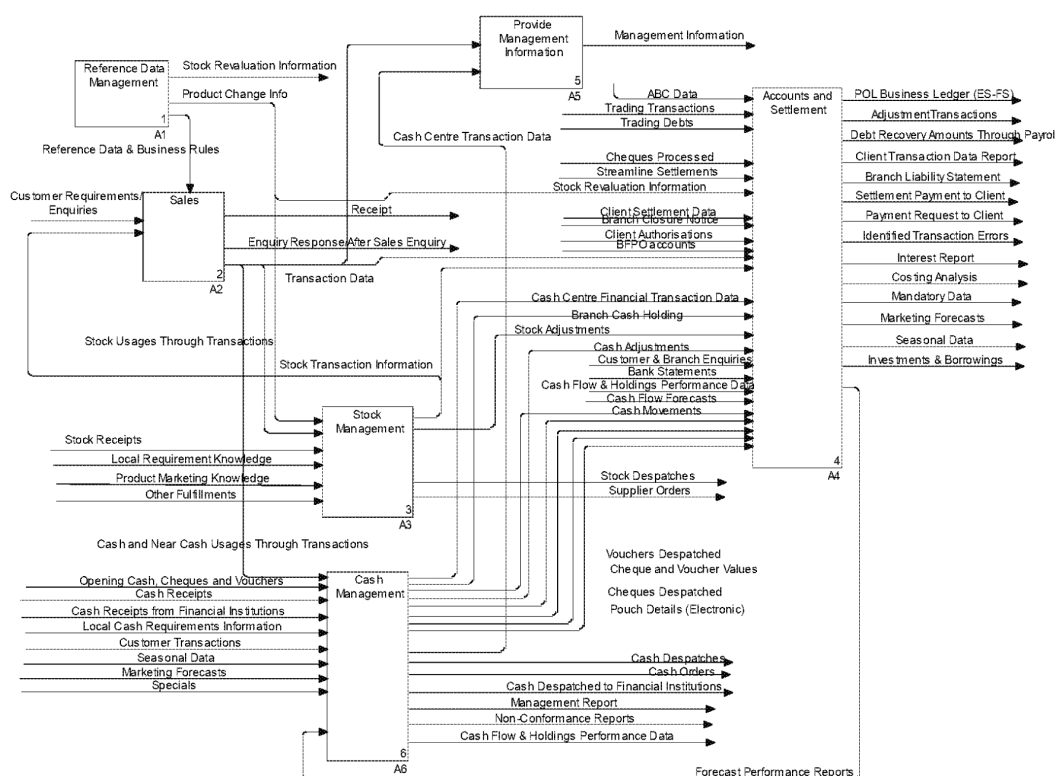 Provide
Management
Information
5
A5
Management Information
Reference Data
Management
1
A1
Stock Revaluation Information
Product Change Info
Reference Data & Business Rules
Cash Centre Transaction Data
ABC Data
Trading Transactions
Trading Debts
Cheques Processed
Streamline Settlements
Stock Revaluation Information
Client Settlement Data
Branch Closure Notice
Client Authorisations
BFPO accounts
Accounts and
Settlement
4
A4
POL Business Ledger (ES-FS)
Adjustment Transactions
Debt Recovery Amounts Through Payrol
Client Transaction Data Report
Branch Liability Statement
Settlement Payment to Client
Payment Request to Client
Identified Transaction Errors
Interest Report
Costing Analysis
Mandatory Data
Marketing Forecasts
Seasonal Data
Investments & Borrowings
Customer Requirements/
Enquiries
Sales
2
A2
Receipt
Enquiry Response/After Sales Enquiry
Transaction Data
Cash Centre Financial Transaction Data
Branch Cash Holding
Stock Adjustments
Cash Adjustments
Customer & Branch Enquiries
Bank Statements
Cash Flow & Holdings Performance Data
Cash Flow Forecasts
Cash Movements
Stock Usages Through Transactions
Stock Transaction Information
Stock
Management
3
A3
Stock Receipts
Local Requirement Knowledge
Product Marketing Knowledge
Other Fulfillments
Stock Despatches
Supplier Orders
Cash and Near Cash Usages Through Transactions
Vouchers Despatched
Cheque and Voucher Values
Cheques Despatched
Pouch Details (Electronic)
Cash
Management
6
A6
Opening Cash, Cheques and Vouchers
Cash Receipts
Cash Receipts from Financial Institutions
Local Cash Requirements Information
Customer Transactions
Seasonal Data
Marketing Forecasts
Specials
Cash Despatches
Cash Orders
Cash Despatched to Financial Institutions
Management Report
Non-Conformance Reports
Cash Flow & Holdings Performance Data
Forecast Performance Reports